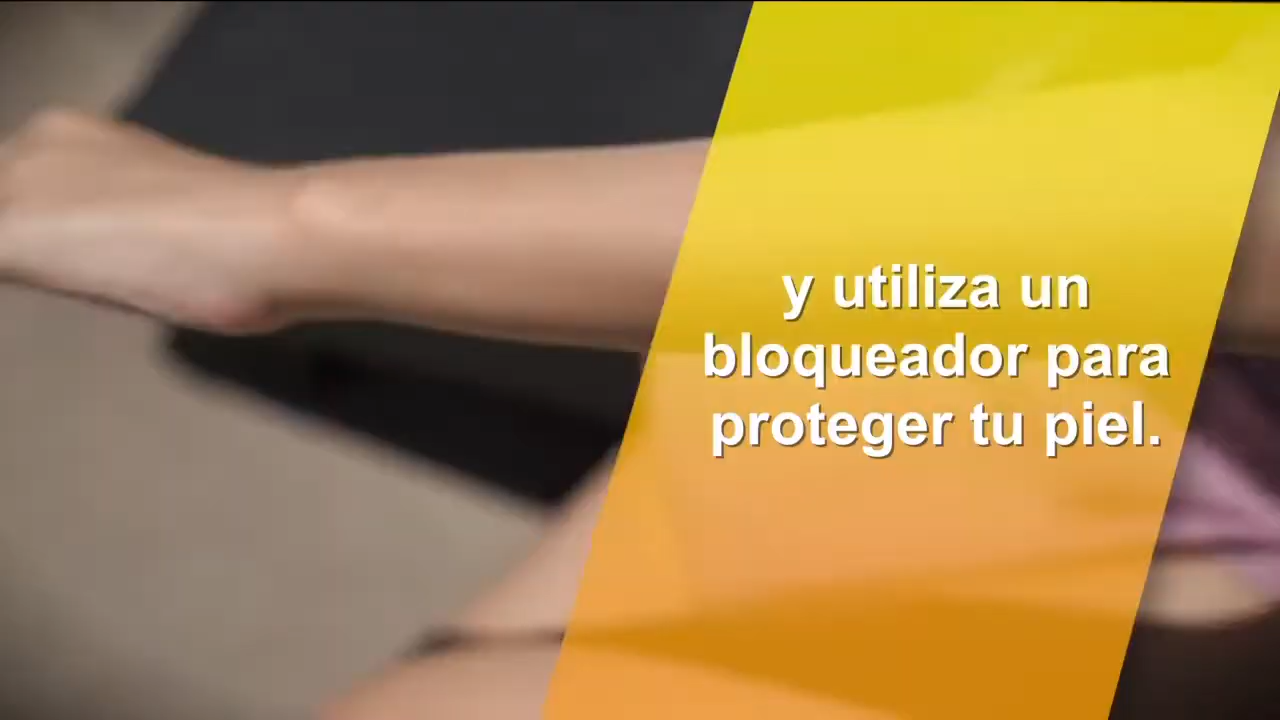 y utiliza un
bloqueador para
proteger tu piel.